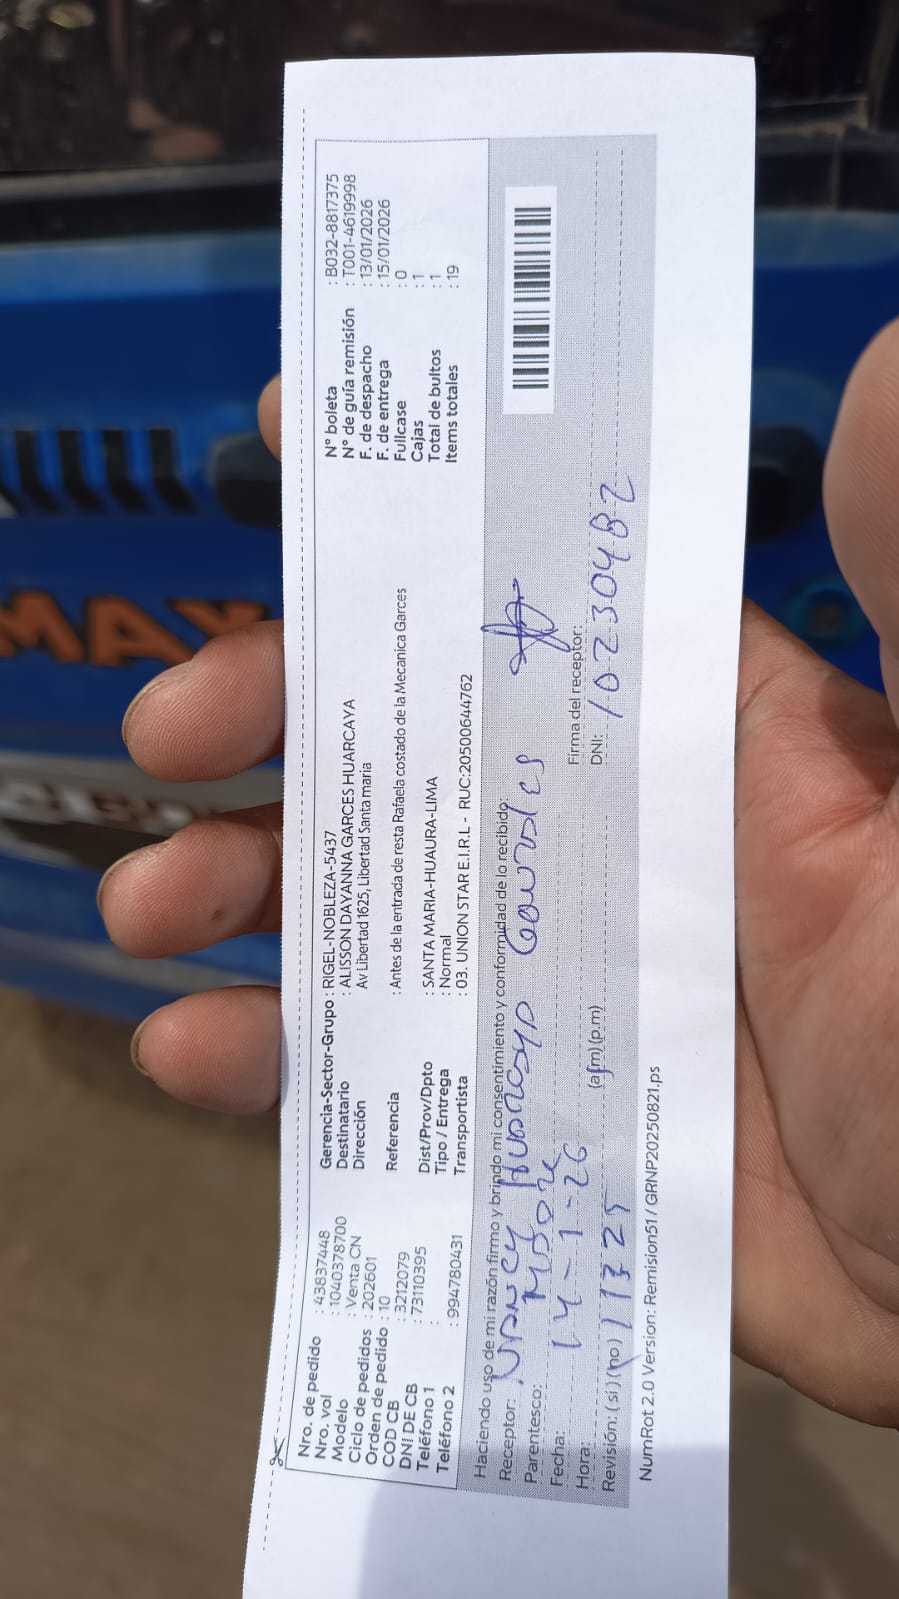 Nro. de pedido : 43837448
Nro. vol : 1040378700
Modelo : Venta CN
Ciclo de pedidos : 202601
Orden de pedido : 10
COD CB : 3212079
DNI DE CB : 73110395
Teléfono 1 :
Teléfono 2 : 994780431
Gerencia-Sector-Grupo : RIGEL-NOBLEZA-5437
Destinatario : ALISSON DAYANNA GARCES HUARCAYA
Dirección Av Libertad 1625, Libertad Santa maria
Referencia : Antes de la entrada de resta Rafaela costado de la Mecanica Garces
Dist/Prov/Dpto : SANTA MARIA-HUAURA-LIMA
Tipo / Entrega : Normal
Transportista : 03. UNION STAR E.I.R.L - RUC:20500644762
N° boleta : B032-8817375
N° de guía remisión : T001-4619998
F. de despacho : 13/01/2026
F. de entrega : 15/01/2026
Fullcase : 0
Cajas : 1
Total de bultos : 1
Items totales : 19
Haciendo uso de mi razón firmo y brindo mi consentimiento y conformidad de lo recibido:
Receptor: NANCY HUARCAYA
Parentesco: MADRE
Fecha: 14-1-26
Firma del receptor:
Hora: (a.m) (p.m)
DNI: 10230482
Revisión: ( si ) ( no )
NumRot 2.0 Version: Remision51 / GRNP20250821.ps
MAX